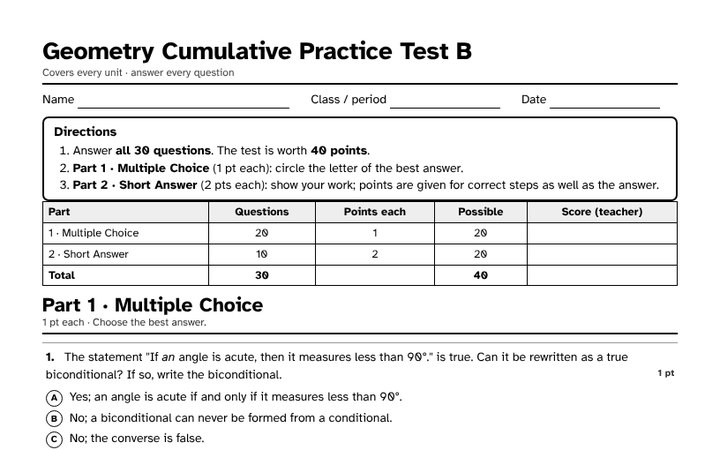 Geometry Cumulative Practice Test B
Covers every unit · answer every question
Name Class / period Date
Directions
1. Answer all 30 questions. The test is worth 40 points.
2. Part 1 · Multiple Choice (1 pt each): circle the letter of the best answer.
3. Part 2 · Short Answer (2 pts each): show your work; points are given for correct steps as well as the answer.
Part Questions Points each Possible Score (teacher)
1 · Multiple Choice 20 1 20
2 · Short Answer 10 2 20
Total 30 40
Part 1 · Multiple Choice
1 pt each · Choose the best answer.
1. The statement "If an angle is acute, then it measures less than 90°." is true. Can it be rewritten as a true
biconditional? If so, write the biconditional. 1 pt
A Yes; an angle is acute if and only if it measures less than 90°.
B No; a biconditional can never be formed from a conditional.
C No; the converse is false.